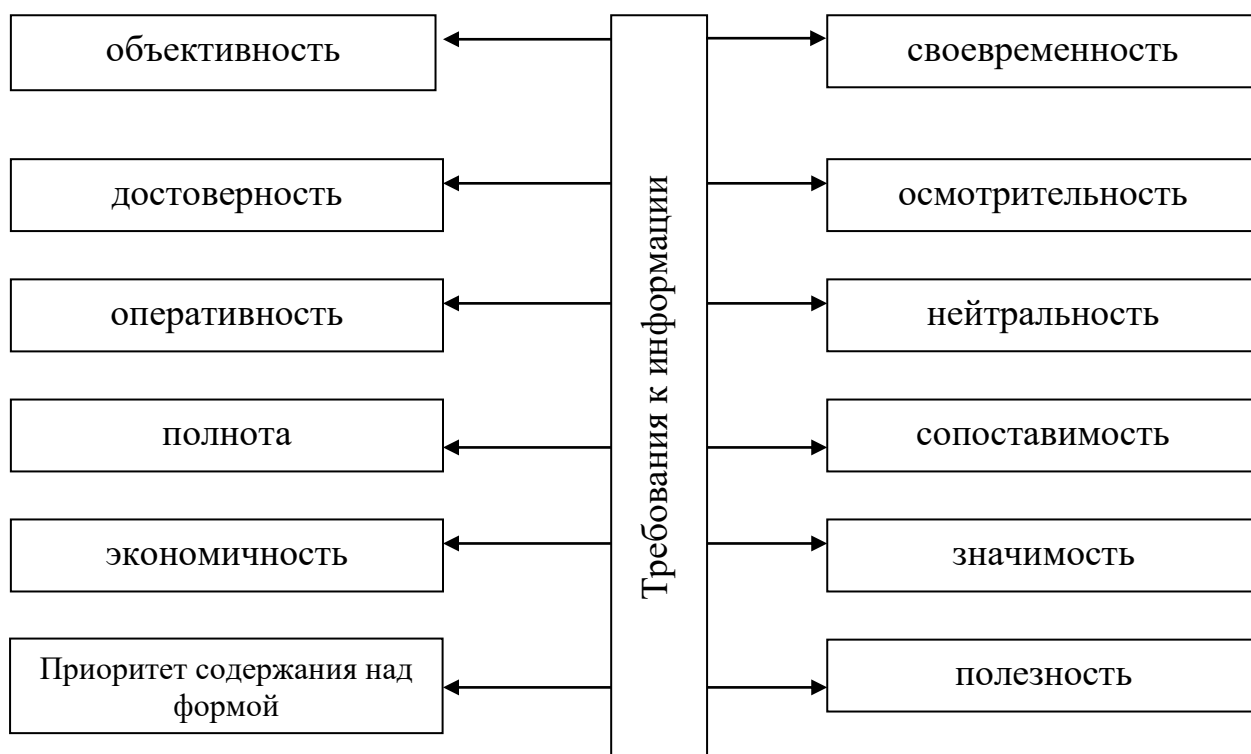 объективность
своевременность
достоверность
осмотрительность
оперативность
нейтральность
полнота
сопоставимость
экономичность
значимость
Приоритет содержания над
формой
полезность
Требования к информации